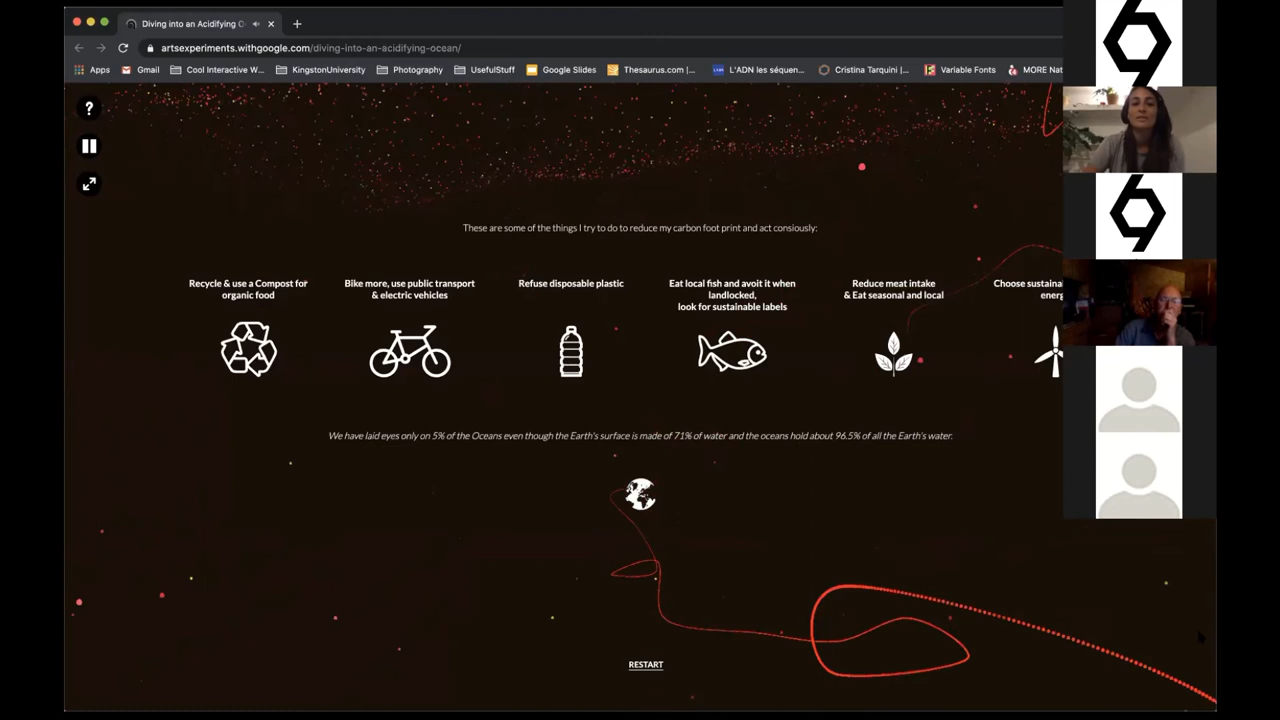 Diving into an Acidifying O
artsexperiments.withgoogle.com/diving-into-an-acidifying-ocean/
Apps Gmail Cool Interactive W... KingstonUniversity Photography UsefulStuff Google Slides Thesaurus.com |... L'ADN les séquen... Cristina Tarquini |... Variable Fonts MORE Nat
?
These are some of the things I try to do to reduce my carbon foot print and act consiously:
Recycle & use a Compost for
organic food
Bike more, use public transport
& electric vehicles
Refuse disposable plastic
Eat local fish and avoit it when
landlocked,
look for sustainable labels
Reduce meat intake
& Eat seasonal and local
Choose sustaina
energ
We have laid eyes only on 5% of the Oceans even though the Earth's surface is made of 71% of water and the oceans hold about 96.5% of all the Earth's water.
RESTART